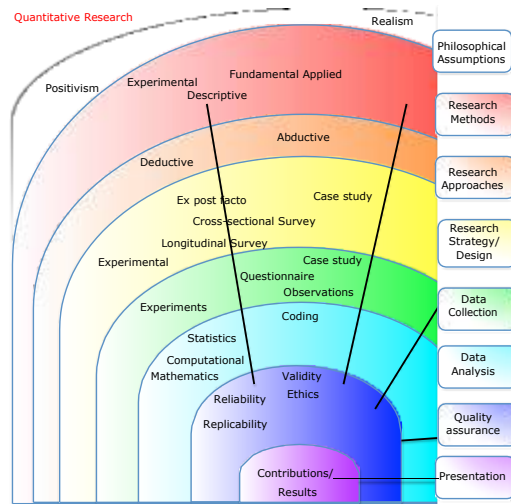 Quantitative Research
Realism
Positivism
Philosophical
Assumptions
Experimental
Fundamental Applied
Descriptive
Research
Methods
Deductive
Abductive
Research
Approaches
Ex post facto
Case study
Cross-sectional Survey
Longitudinal Survey
Experimental
Research
Strategy/
Design
Case study
Questionnaire
Observations
Experiments
Data
Collection
Coding
Statistics
Computational
Mathematics
Data
Analysis
Validity
Ethics
Reliability
Replicability
Quality
assurance
Contributions/
Results
Presentation